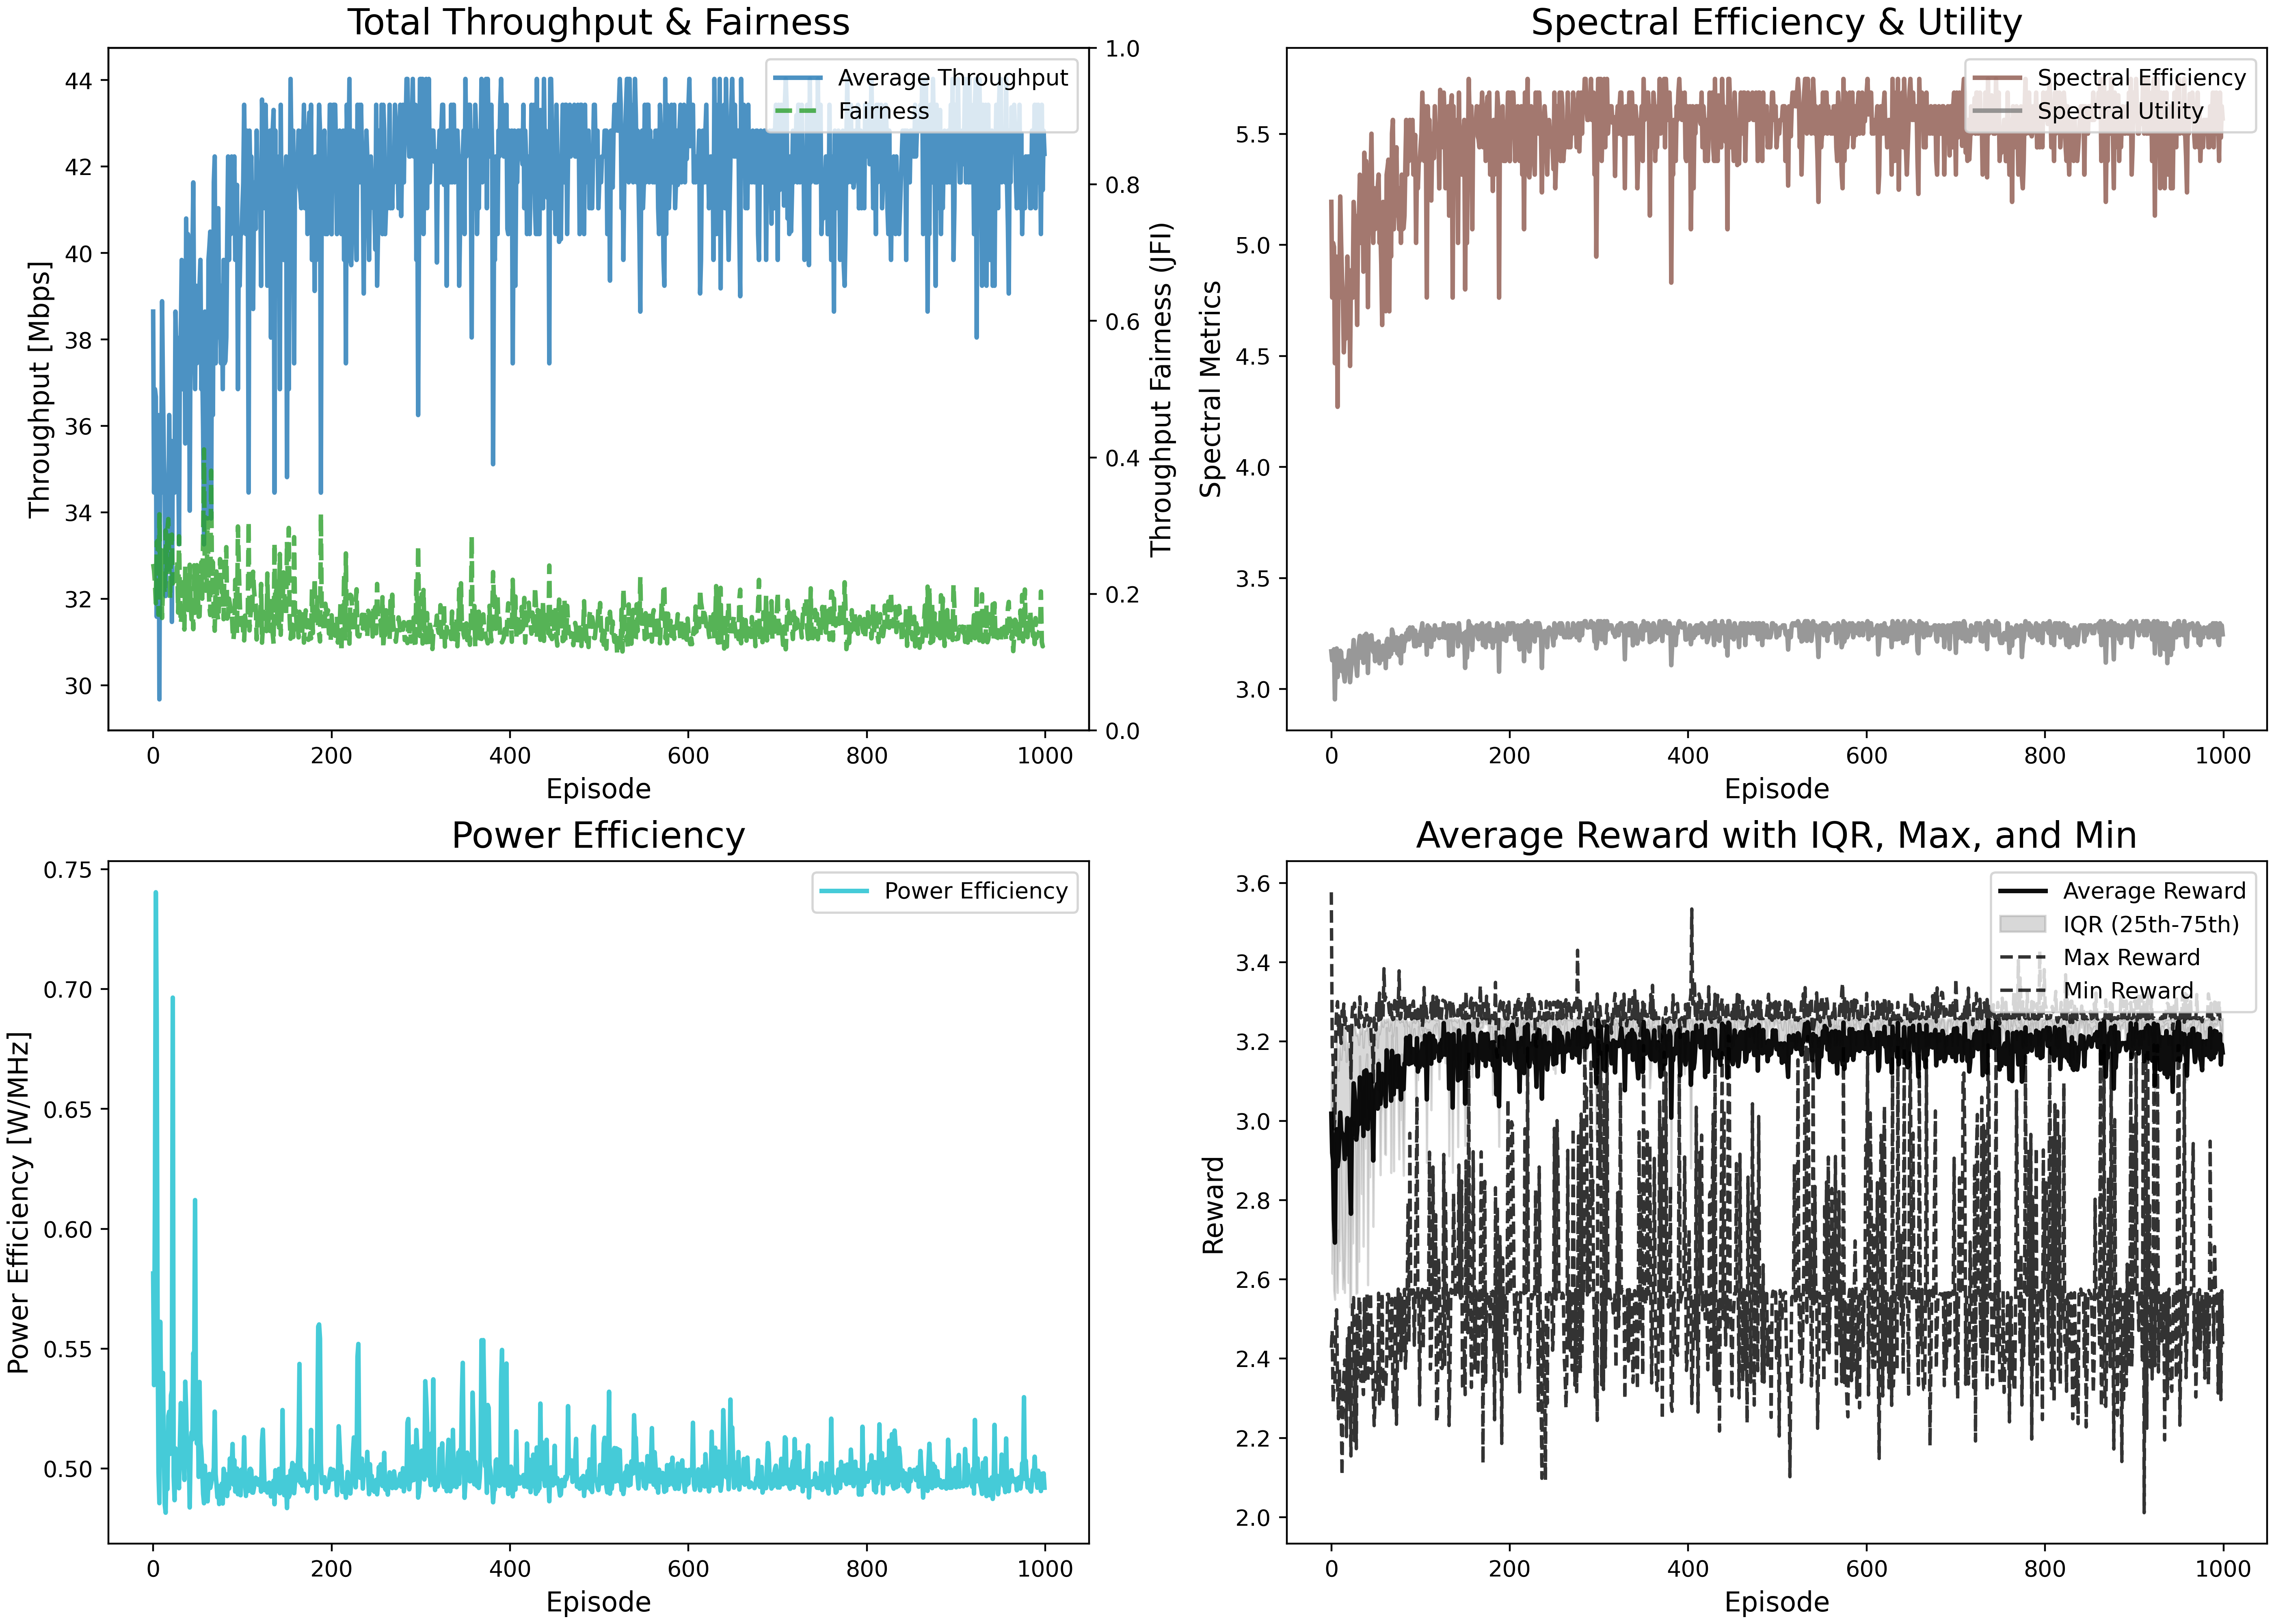 Total Throughput & Fairness
Average Throughput
Fairness
44
42
40
38
36
34
32
30
Throughput [Mbps]
1.0
0.8
0.6
0.4
0.2
0.0
Throughput Fairness (JFI)
0
200
400
600
800
1000
Episode
Spectral Efficiency & Utility
Spectral Efficiency
Spectral Utility
5.5
5.0
4.5
4.0
3.5
3.0
Spectral Metrics
0
200
400
600
800
1000
Episode
Power Efficiency
Power Efficiency
0.75
0.70
0.65
0.60
0.55
0.50
Power Efficiency [W/MHz]
0
200
400
600
800
1000
Episode
Average Reward with IQR, Max, and Min
Average Reward
IQR (25th-75th)
Max Reward
Min Reward
3.6
3.4
3.2
3.0
2.8
2.6
2.4
2.2
2.0
Reward
0
200
400
600
800
1000
Episode